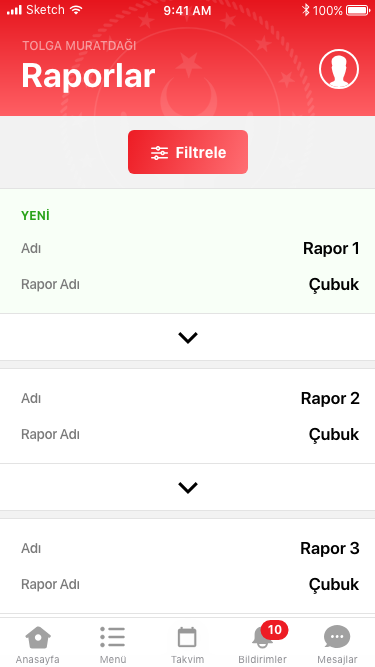 Sketch 9:41 AM 100%
TOLGA MURATDAĞI
Raporlar
Filtrele
YENİ
Adı Rapor 1
Rapor Adı Çubuk
Adı Rapor 2
Rapor Adı Çubuk
Adı Rapor 3
Rapor Adı Çubuk
10
Anasayfa Menü Takvim Bildirimler Mesajlar